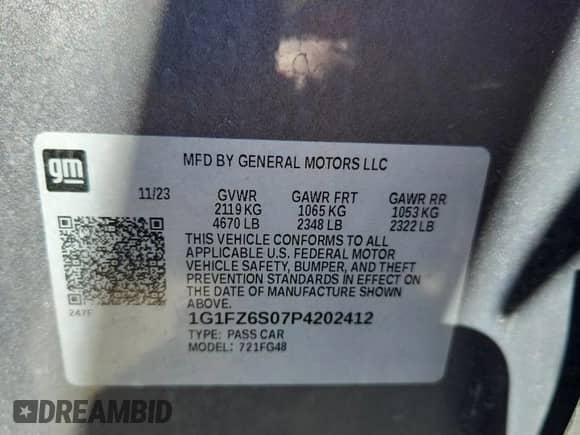 gm
MFD BY GENERAL MOTORS LLC
11/23 GVWR GAWR FRT GAWR RR
2119 KG 1065 KG 1053 KG
4670 LB 2348 LB 2322 LB
THIS VEHICLE CONFORMS TO ALL
APPLICABLE U.S. FEDERAL MOTOR
VEHICLE SAFETY, BUMPER, AND THEFT
PREVENTION STANDARDS IN EFFECT ON
THE DATE OF MANUFACTURE SHOWN
ABOVE.
247F
1G1FZ6S07P4202412
TYPE: PASS CAR
MODEL: 721FG48
DREAMBID